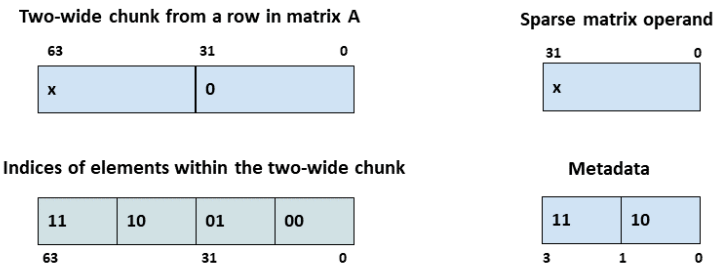 Two-wide chunk from a row in matrix A
63 31 0
x 0
Sparse matrix operand
31 0
x
Indices of elements within the two-wide chunk
11 10 01 00
63 31 0
Metadata
11 10
3 1 0